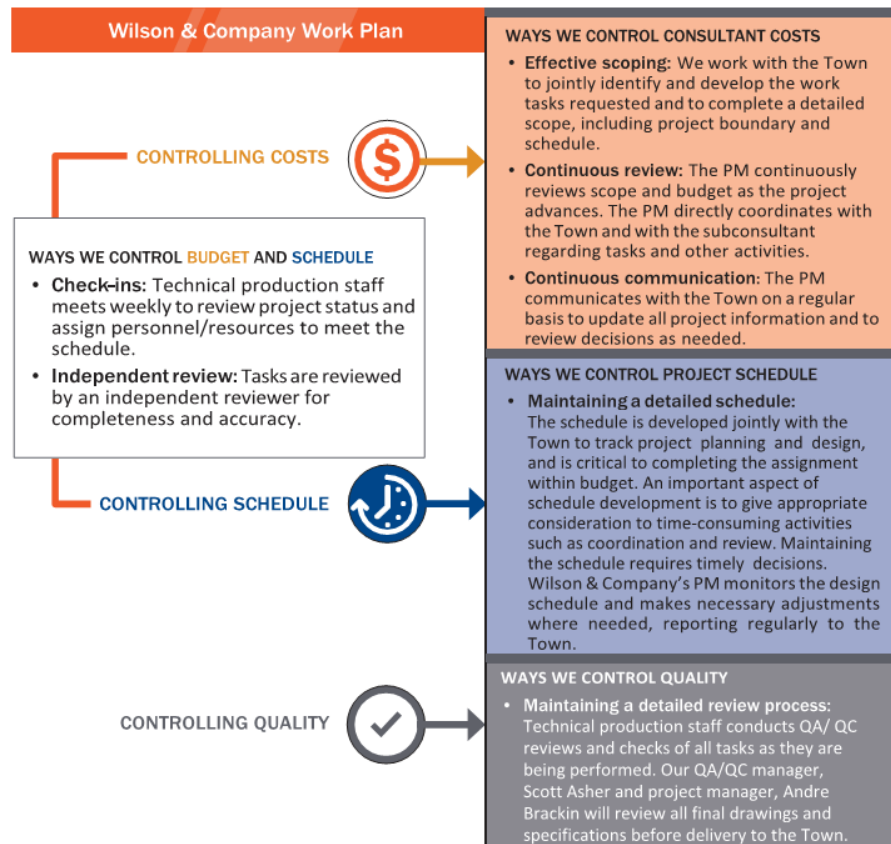 Wilson & Company Work Plan
CONTROLLING COSTS
WAYS WE CONTROL BUDGET AND SCHEDULE
• Check-ins: Technical production staff
meets weekly to review project status and
assign personnel/resources to meet the
schedule.
• Independent review: Tasks are reviewed
by an independent reviewer for
completeness and accuracy.
CONTROLLING SCHEDULE
CONTROLLING QUALITY
WAYS WE CONTROL CONSULTANT COSTS
• Effective scoping: We work with the Town
to jointly identify and develop the work
tasks requested and to complete a detailed
scope, including project boundary and
schedule.
• Continuous review: The PM continuously
reviews scope and budget as the project
advances. The PM directly coordinates with
the Town and with the subconsultant
regarding tasks and other activities.
• Continuous communication: The PM
communicates with the Town on a regular
basis to update all project information and to
review decisions as needed.
WAYS WE CONTROL PROJECT SCHEDULE
• Maintaining a detailed schedule:
The schedule is developed jointly with the
Town to track project planning and design,
and is critical to completing the assignment
within budget. An important aspect of
schedule development is to give appropriate
consideration to time-consuming activities
such as coordination and review. Maintaining
the schedule requires timely decisions.
Wilson & Company's PM monitors the design
schedule and makes necessary adjustments
where needed, reporting regularly to the
Town.
WAYS WE CONTROL QUALITY
• Maintaining a detailed review process:
Technical production staff conducts QA/ QC
reviews and checks of all tasks as they are
being performed. Our QA/QC manager,
Scott Asher and project manager, Andre
Brackin will review all final drawings and
specifications before delivery to the Town.